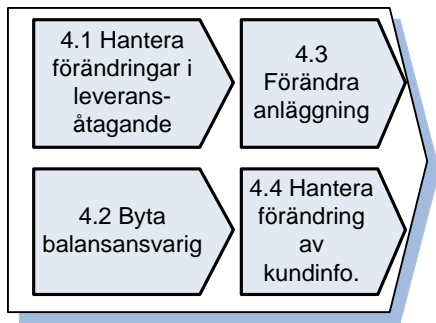 4.1 Hantera
förändringar i
leverans-
åtagande
4.3
Förändra
anläggning
4.2 Byta
balansansvarig
4.4 Hantera
förändring
av
kundinfo.